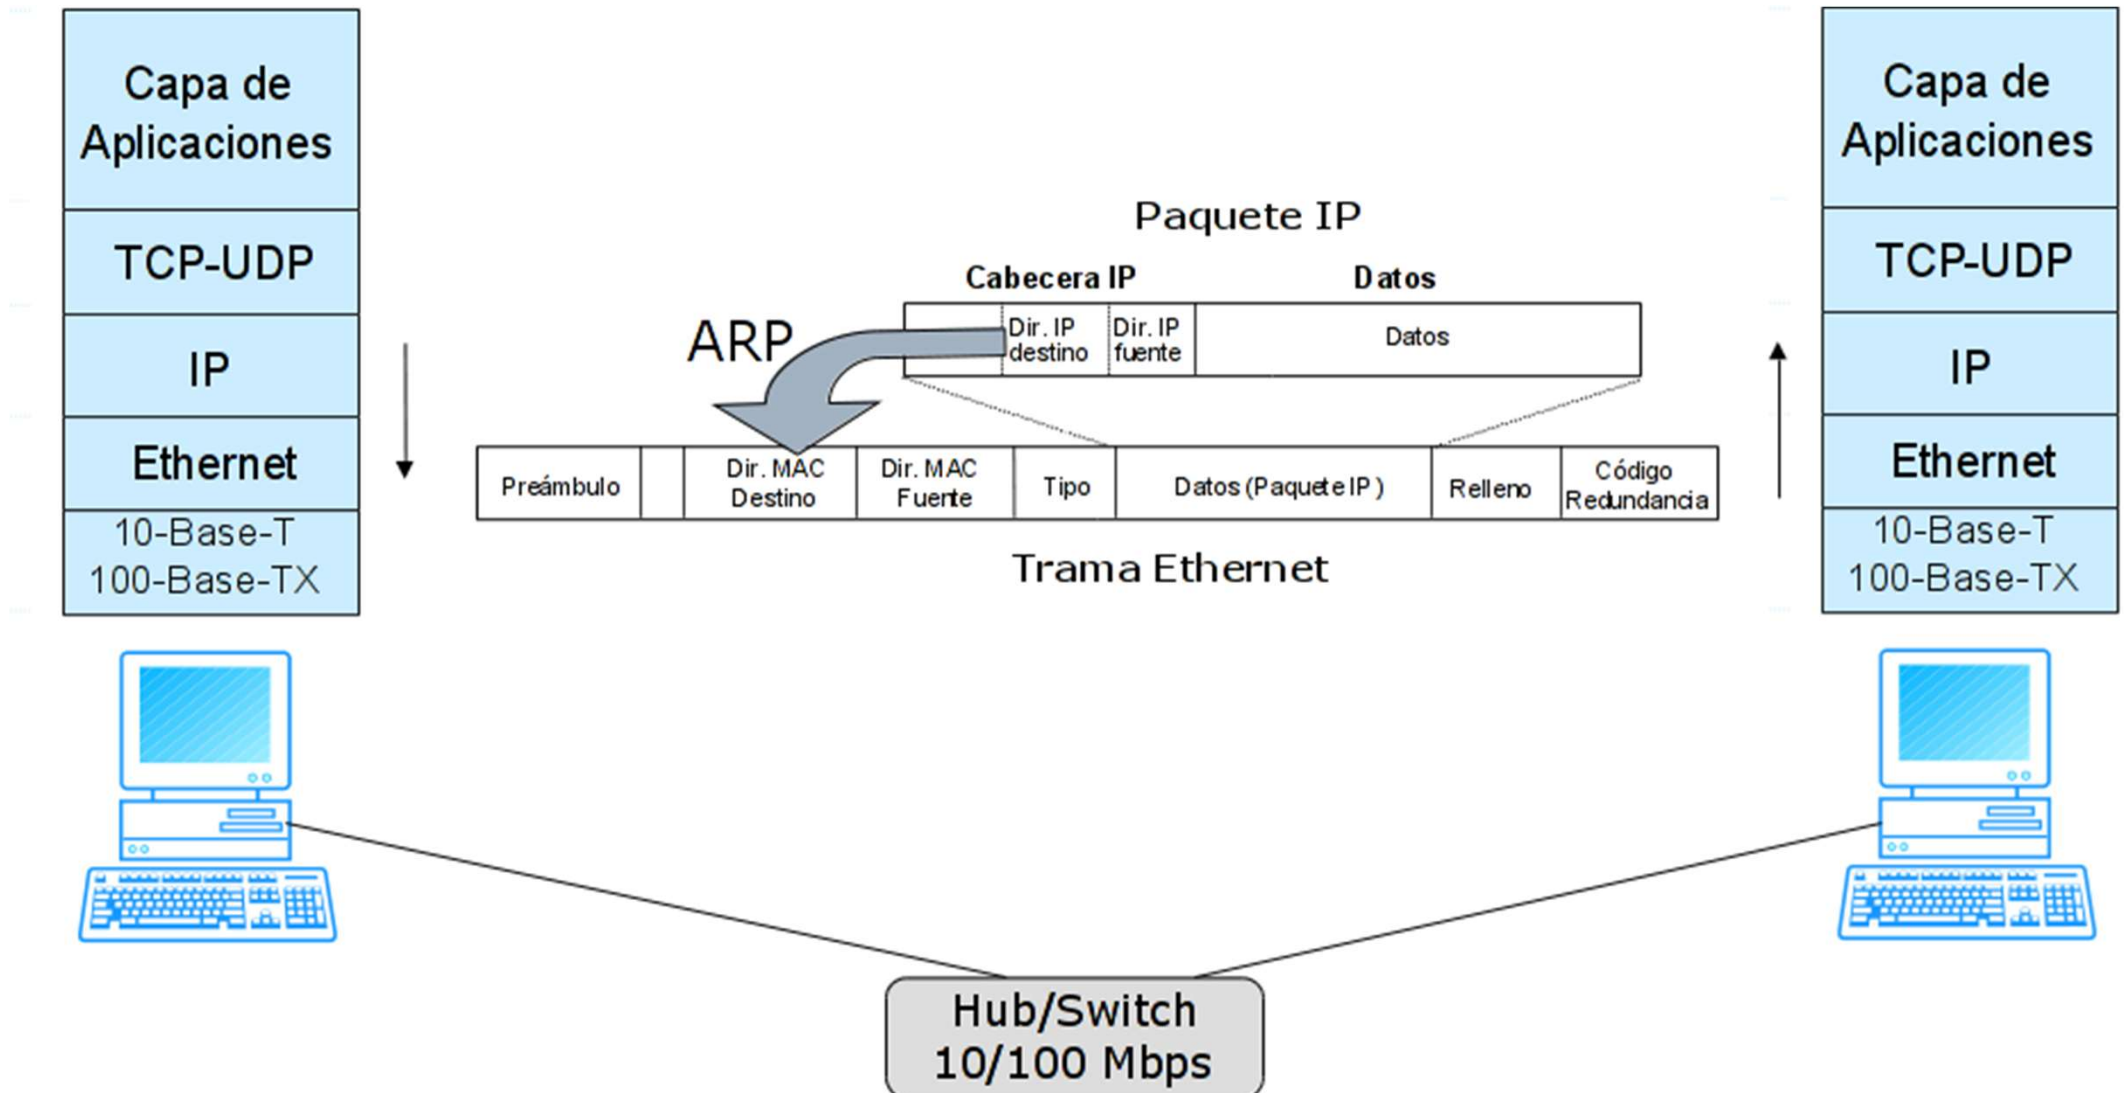 Capa de
Aplicaciones
TCP-UDP
IP
Ethernet
10-Base-T
100-Base-TX
Paquete IP
Cabecera IP
Datos
ARP
Dir. IP
destino
Dir. IP
fuente
Datos
Preámbulo
Dir. MAC
Destino
Dir. MAC
Fuente
Tipo
Datos (Paquete IP )
Relleno
Código
Redundancia
Trama Ethernet
Capa de
Aplicaciones
TCP-UDP
IP
Ethernet
10-Base-T
100-Base-TX
Hub/Switch
10/100 Mbps